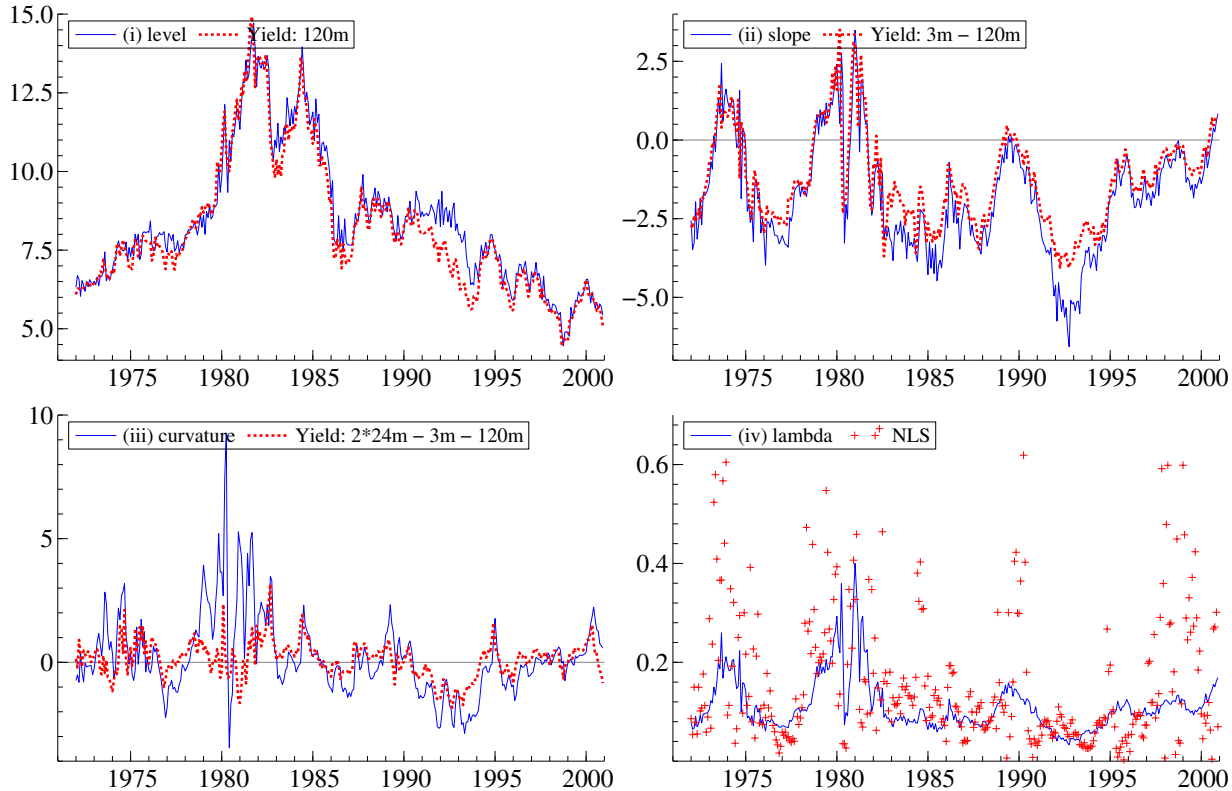 (i) level Yield: 120m
15.0
12.5
10.0
7.5
5.0
1975 1980 1985 1990 1995 2000
(ii) slope Yield: 3m − 120m
2.5
0.0
−2.5
−5.0
1975 1980 1985 1990 1995 2000
(iii) curvature Yield: 2*24m − 3m − 120m
10
5
0
1975 1980 1985 1990 1995 2000
(iv) lambda NLS
0.6
0.4
0.2
1975 1980 1985 1990 1995 2000